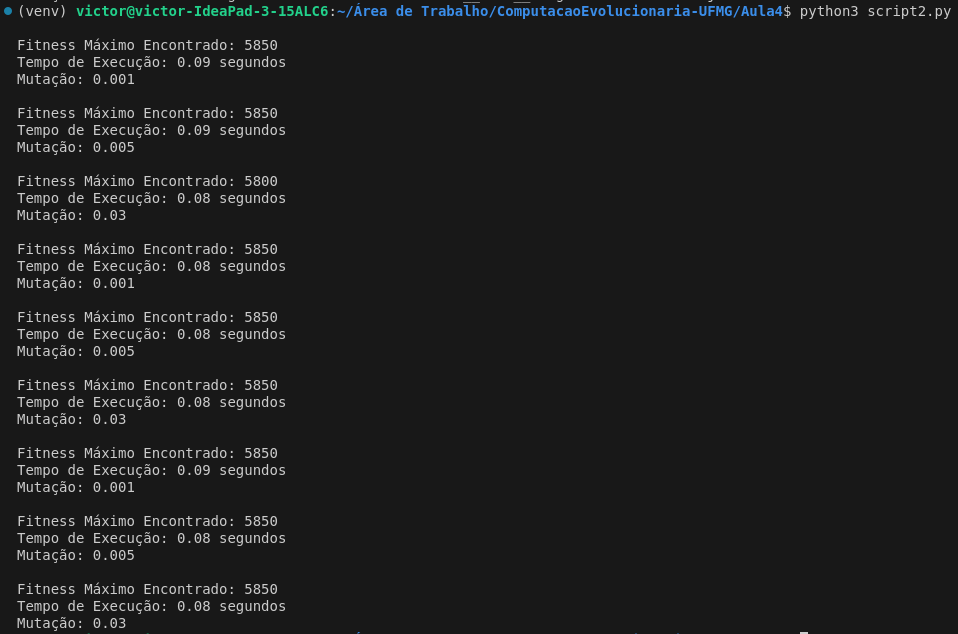 (venv) victor@victor-IdeaPad-3-15ALC6:~/Área de Trabalho/ComputacaoEvolucionaria-UFMG/Aula4$ python3 script2.py
Fitness Máximo Encontrado: 5850
Tempo de Execução: 0.09 segundos
Mutação: 0.001
Fitness Máximo Encontrado: 5850
Tempo de Execução: 0.09 segundos
Mutação: 0.005
Fitness Máximo Encontrado: 5800
Tempo de Execução: 0.08 segundos
Mutação: 0.03
Fitness Máximo Encontrado: 5850
Tempo de Execução: 0.08 segundos
Mutação: 0.001
Fitness Máximo Encontrado: 5850
Tempo de Execução: 0.08 segundos
Mutação: 0.005
Fitness Máximo Encontrado: 5850
Tempo de Execução: 0.08 segundos
Mutação: 0.03
Fitness Máximo Encontrado: 5850
Tempo de Execução: 0.09 segundos
Mutação: 0.001
Fitness Máximo Encontrado: 5850
Tempo de Execução: 0.08 segundos
Mutação: 0.005
Fitness Máximo Encontrado: 5850
Tempo de Execução: 0.08 segundos
Mutação: 0.03